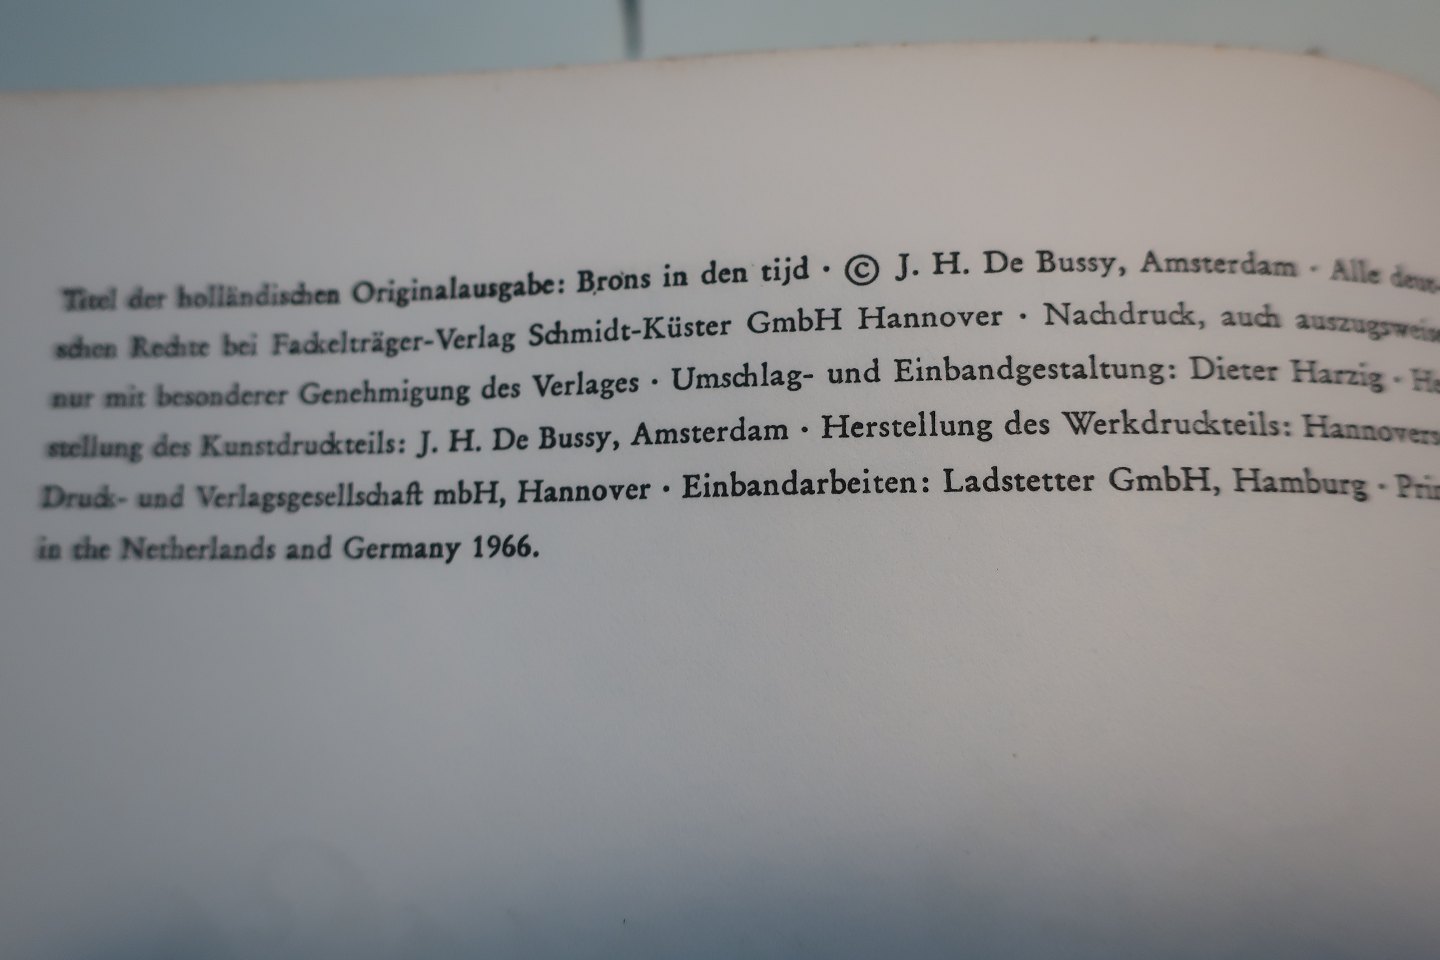 Titel der holländischen Originalausgabe: Brons in den tijd · © J. H. De Bussy, Amsterdam · Alle deut-
schen Rechte bei Fackelträger-Verlag Schmidt-Küster GmbH Hannover · Nachdruck, auch auszugsweise
nur mit besonderer Genehmigung des Verlages · Umschlag- und Einbandgestaltung: Dieter Harzig · He
stellung des Kunstdruckteils: J. H. De Bussy, Amsterdam · Herstellung des Werkdruckteils: Hannovers
Druck- und Verlagsgesellschaft mbH, Hannover · Einbandarbeiten: Ladstetter GmbH, Hamburg · Prin
in the Netherlands and Germany 1966.